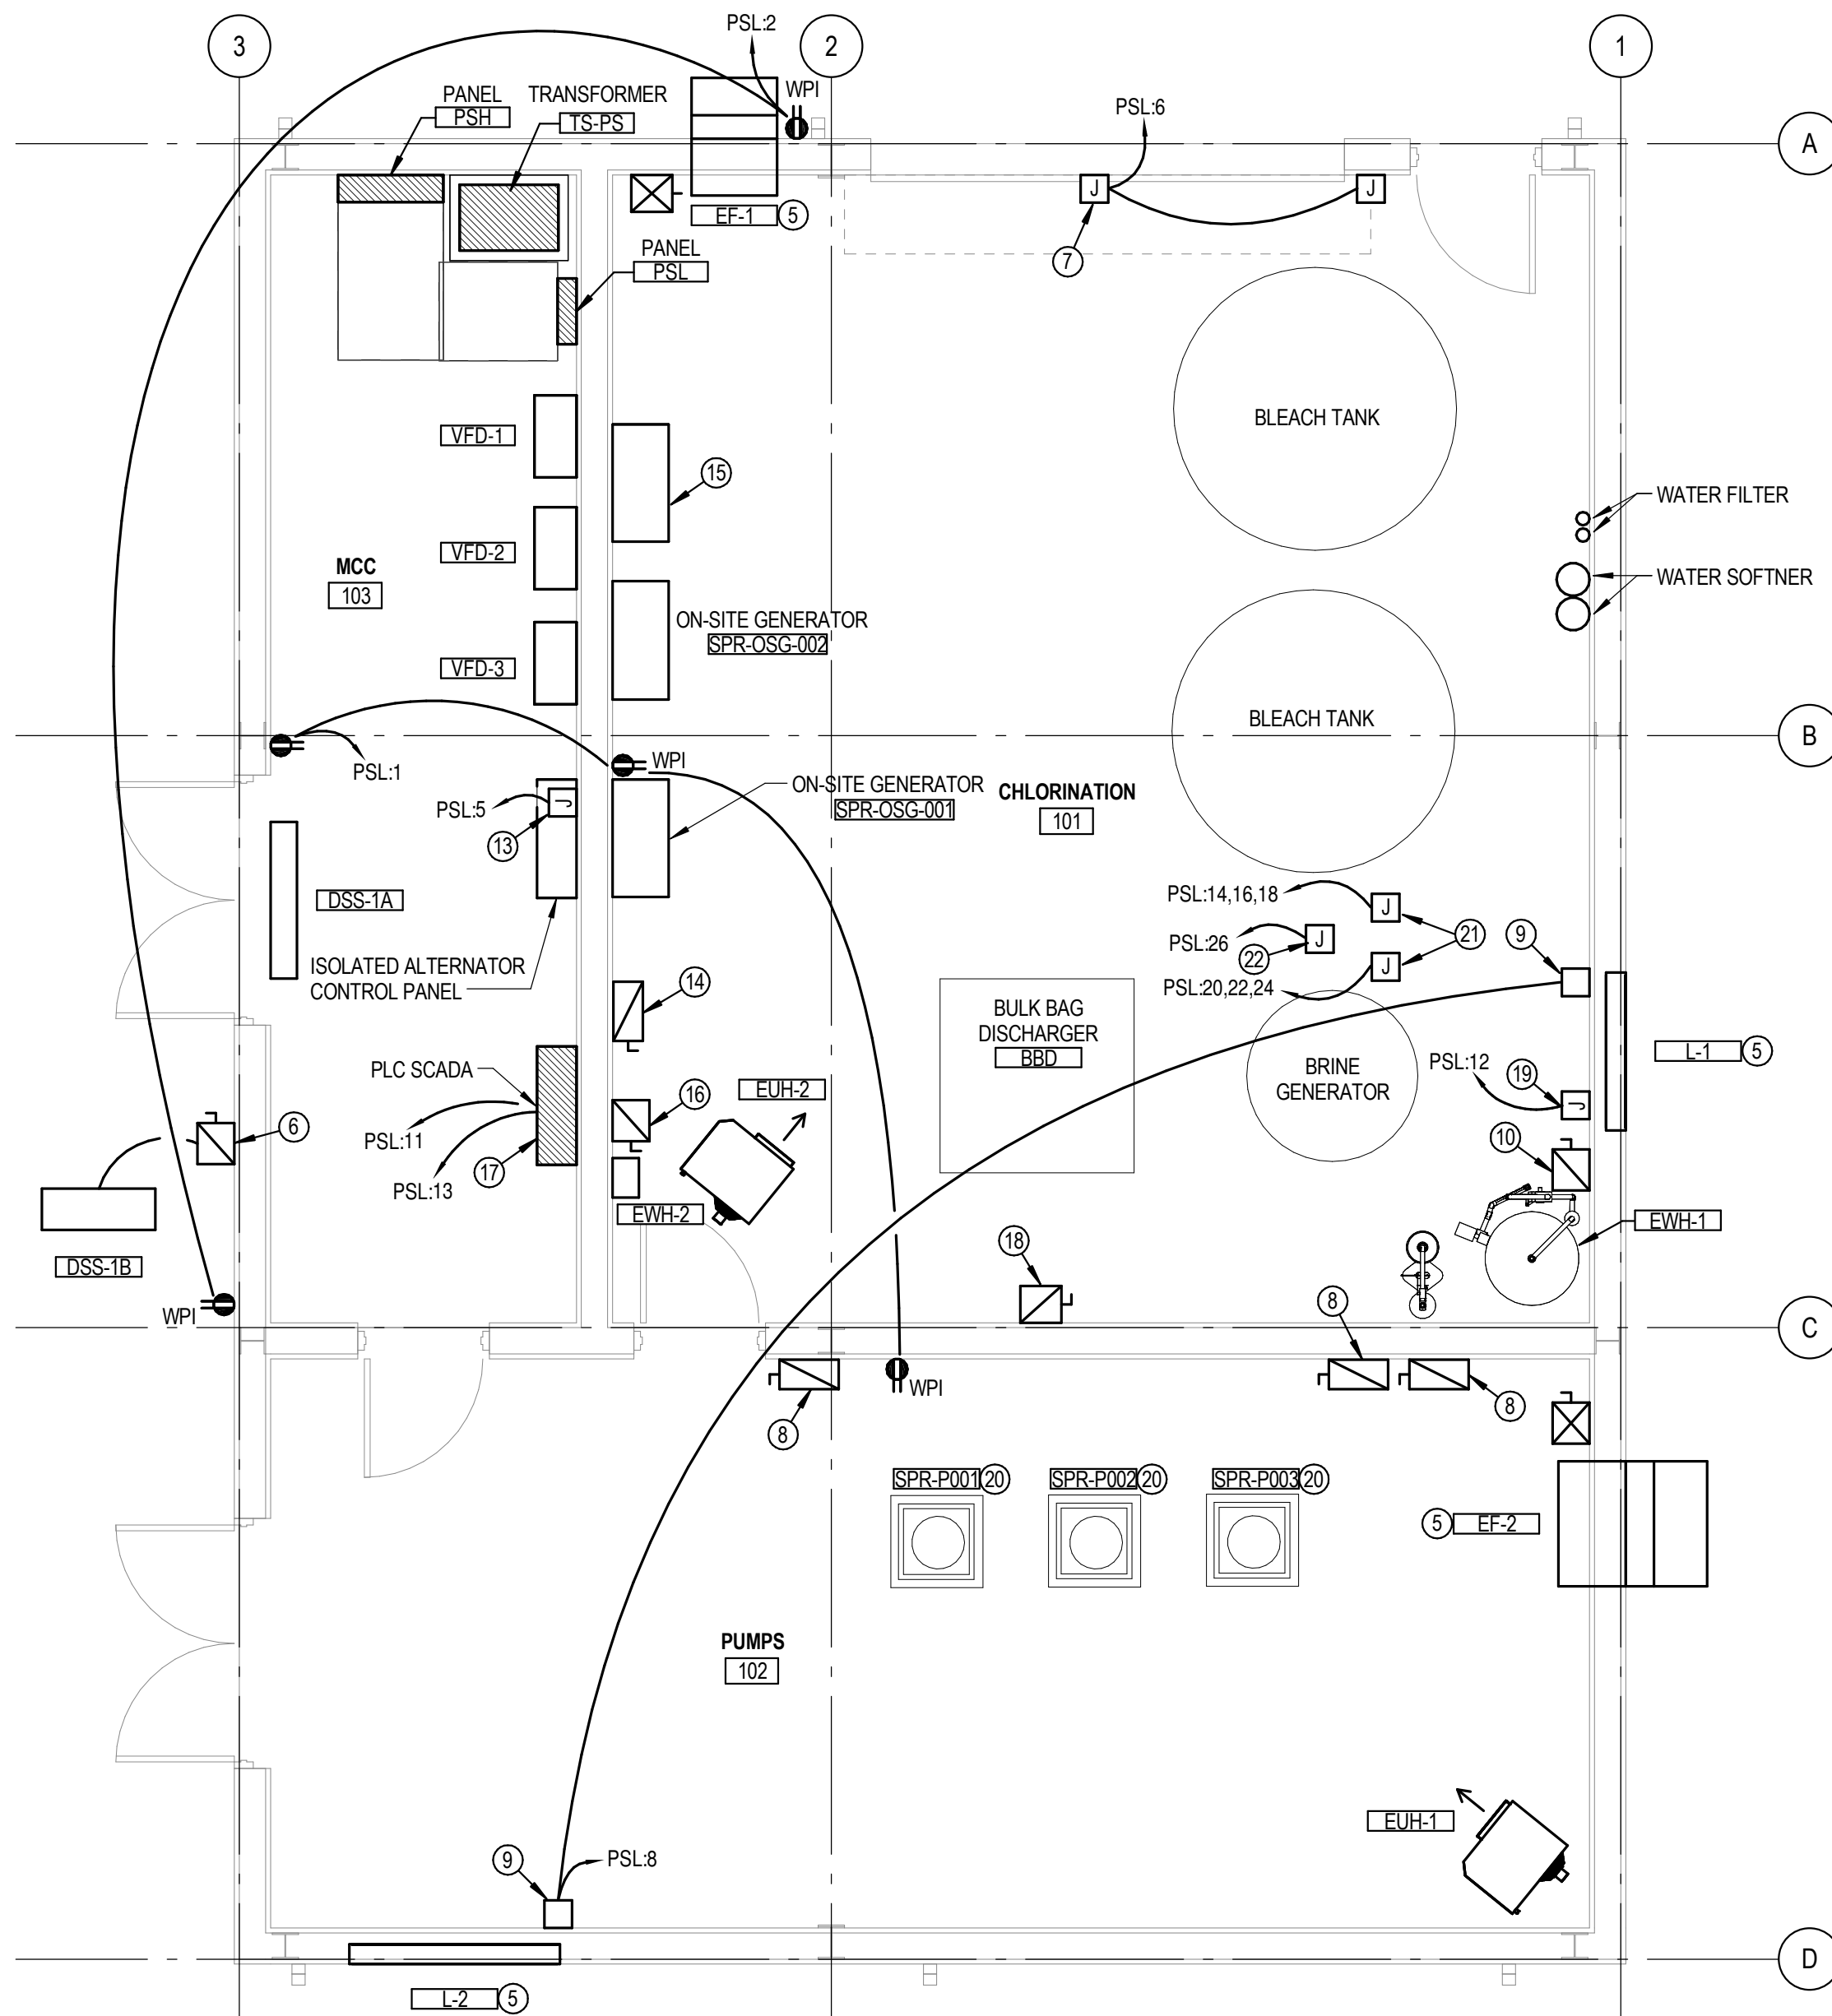 3
2
1
PSL:2
WPI
PANEL
PSH
TRANSFORMER
TS-PS
PSL:6
A
J
J
EF-1
5
7
PANEL
PSL
BLEACH TANK
VFD-1
15
WATER FILTER
VFD-2
MCC
103
WATER SOFTNER
ON-SITE GENERATOR
SPR-OSG-002
VFD-3
BLEACH TANK
B
PSL:1
WPI
ON-SITE GENERATOR
SPR-OSG-001
CHLORINATION
101
PSL:5
J
13
DSS-1A
PSL:14,16,18
J
21
9
PSL:26
J
22
J
PSL:20,22,24
ISOLATED ALTERNATOR
CONTROL PANEL
14
BULK BAG
DISCHARGER
BBD
L-1
5
PLC SCADA
EUH-2
BRINE
GENERATOR
PSL:12
19
J
16
6
PSL:11
10
17
PSL:13
EWH-2
EWH-1
DSS-1B
18
WPI
8
C
WPI
8
8
SPR-P001
20
SPR-P002
20
SPR-P003
20
5
EF-2
PUMPS
102
EUH-1
9
PSL:8
D
L-2
5